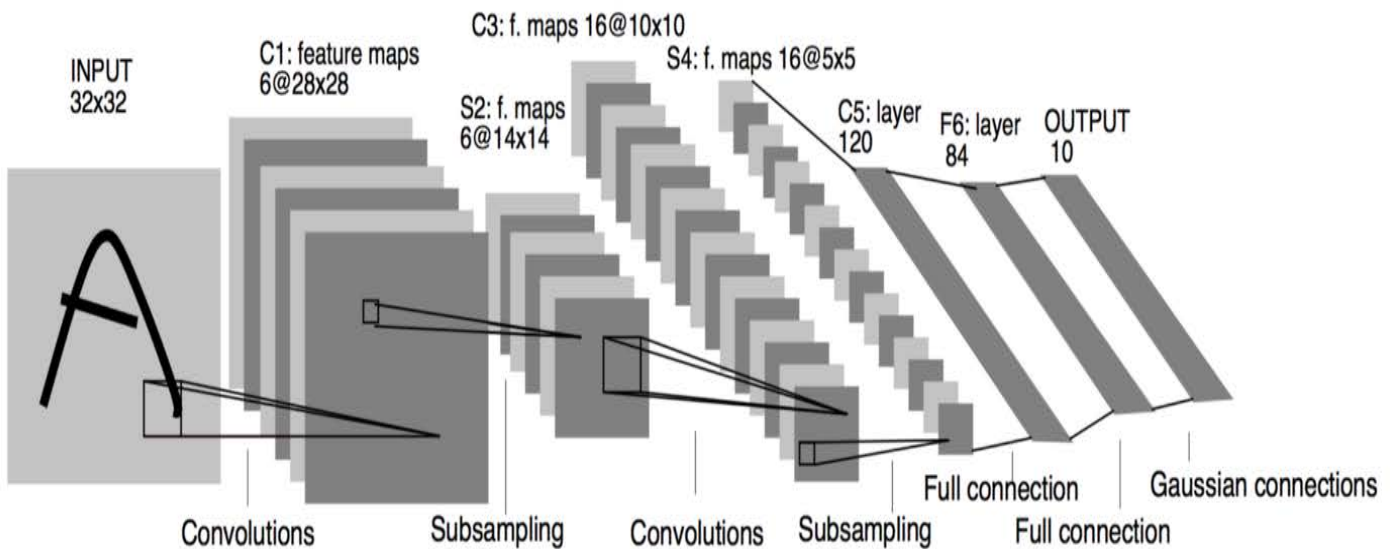 INPUT
32x32
C1: feature maps
6@28x28
S2: f. maps
6@14x14
C3: f. maps 16@10x10
S4: f. maps 16@5x5
C5: layer
120
F6: layer
84
OUTPUT
10
Convolutions
Subsampling
Convolutions
Subsampling
Full connection
Full connection
Gaussian connections
A